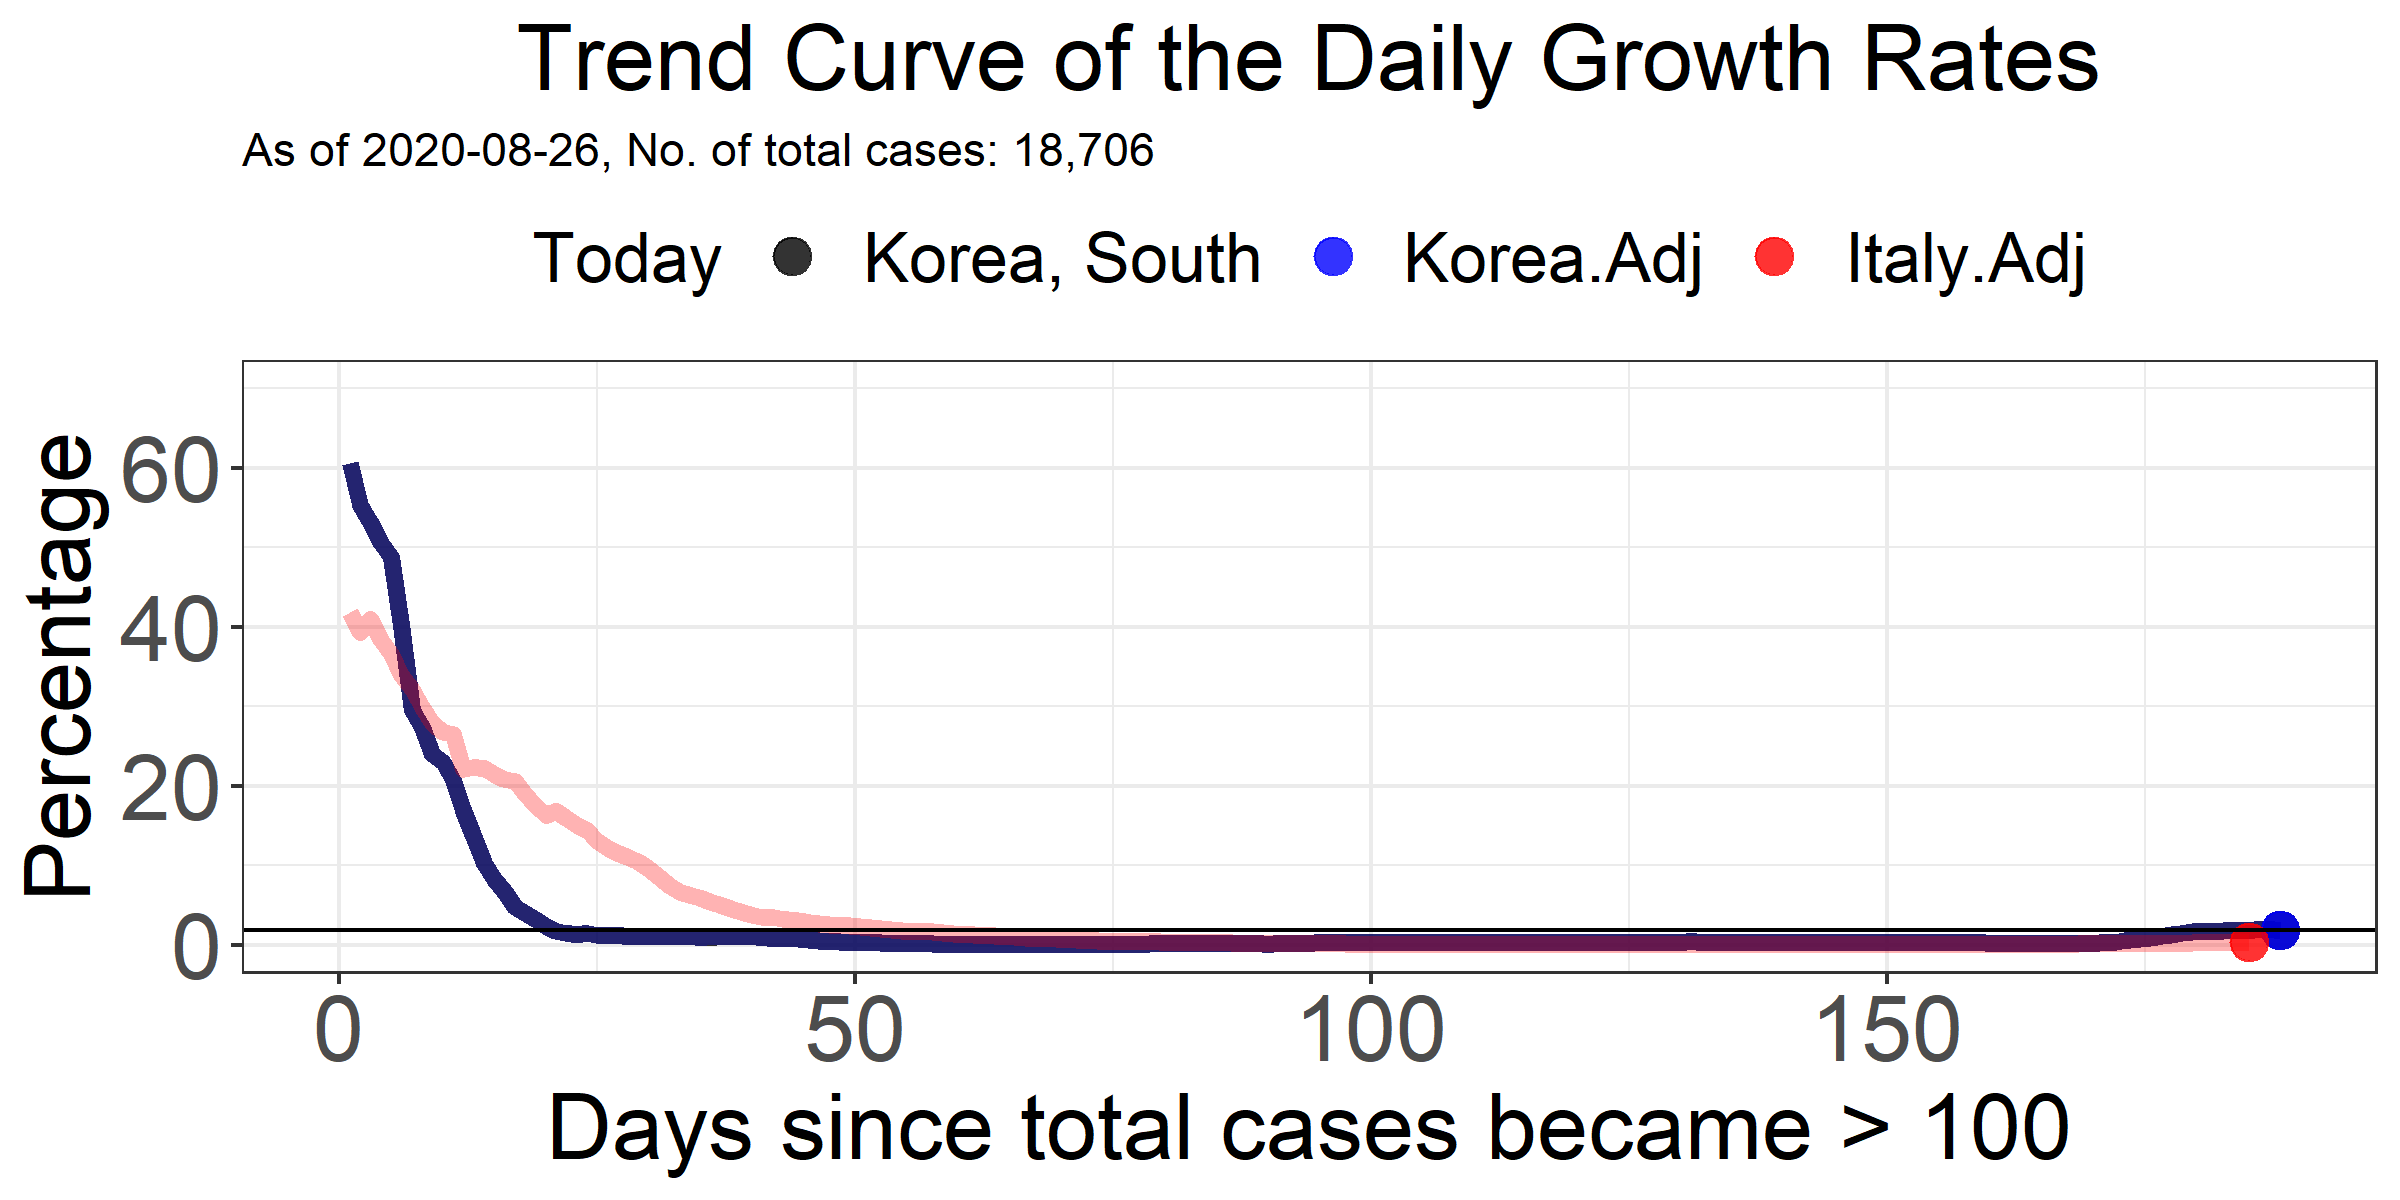 Trend Curve of the Daily Growth Rates
As of 2020-08-26, No. of total cases: 18,706
Today Korea, South Korea.Adj Italy.Adj
Percentage
60
40
20
0
0 50 100 150
Days since total cases became > 100